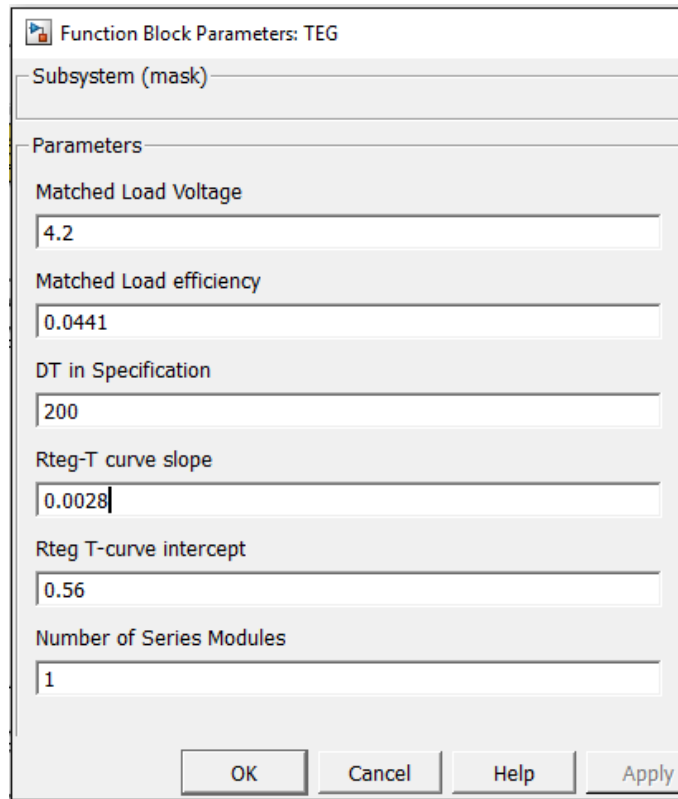 Function Block Parameters: TEG
Subsystem (mask)
Parameters
Matched Load Voltage
4.2
Matched Load efficiency
0.0441
DT in Specification
200
Rteg-T curve slope
0.0028
Rteg T-curve intercept
0.56
Number of Series Modules
1
OK Cancel Help Apply